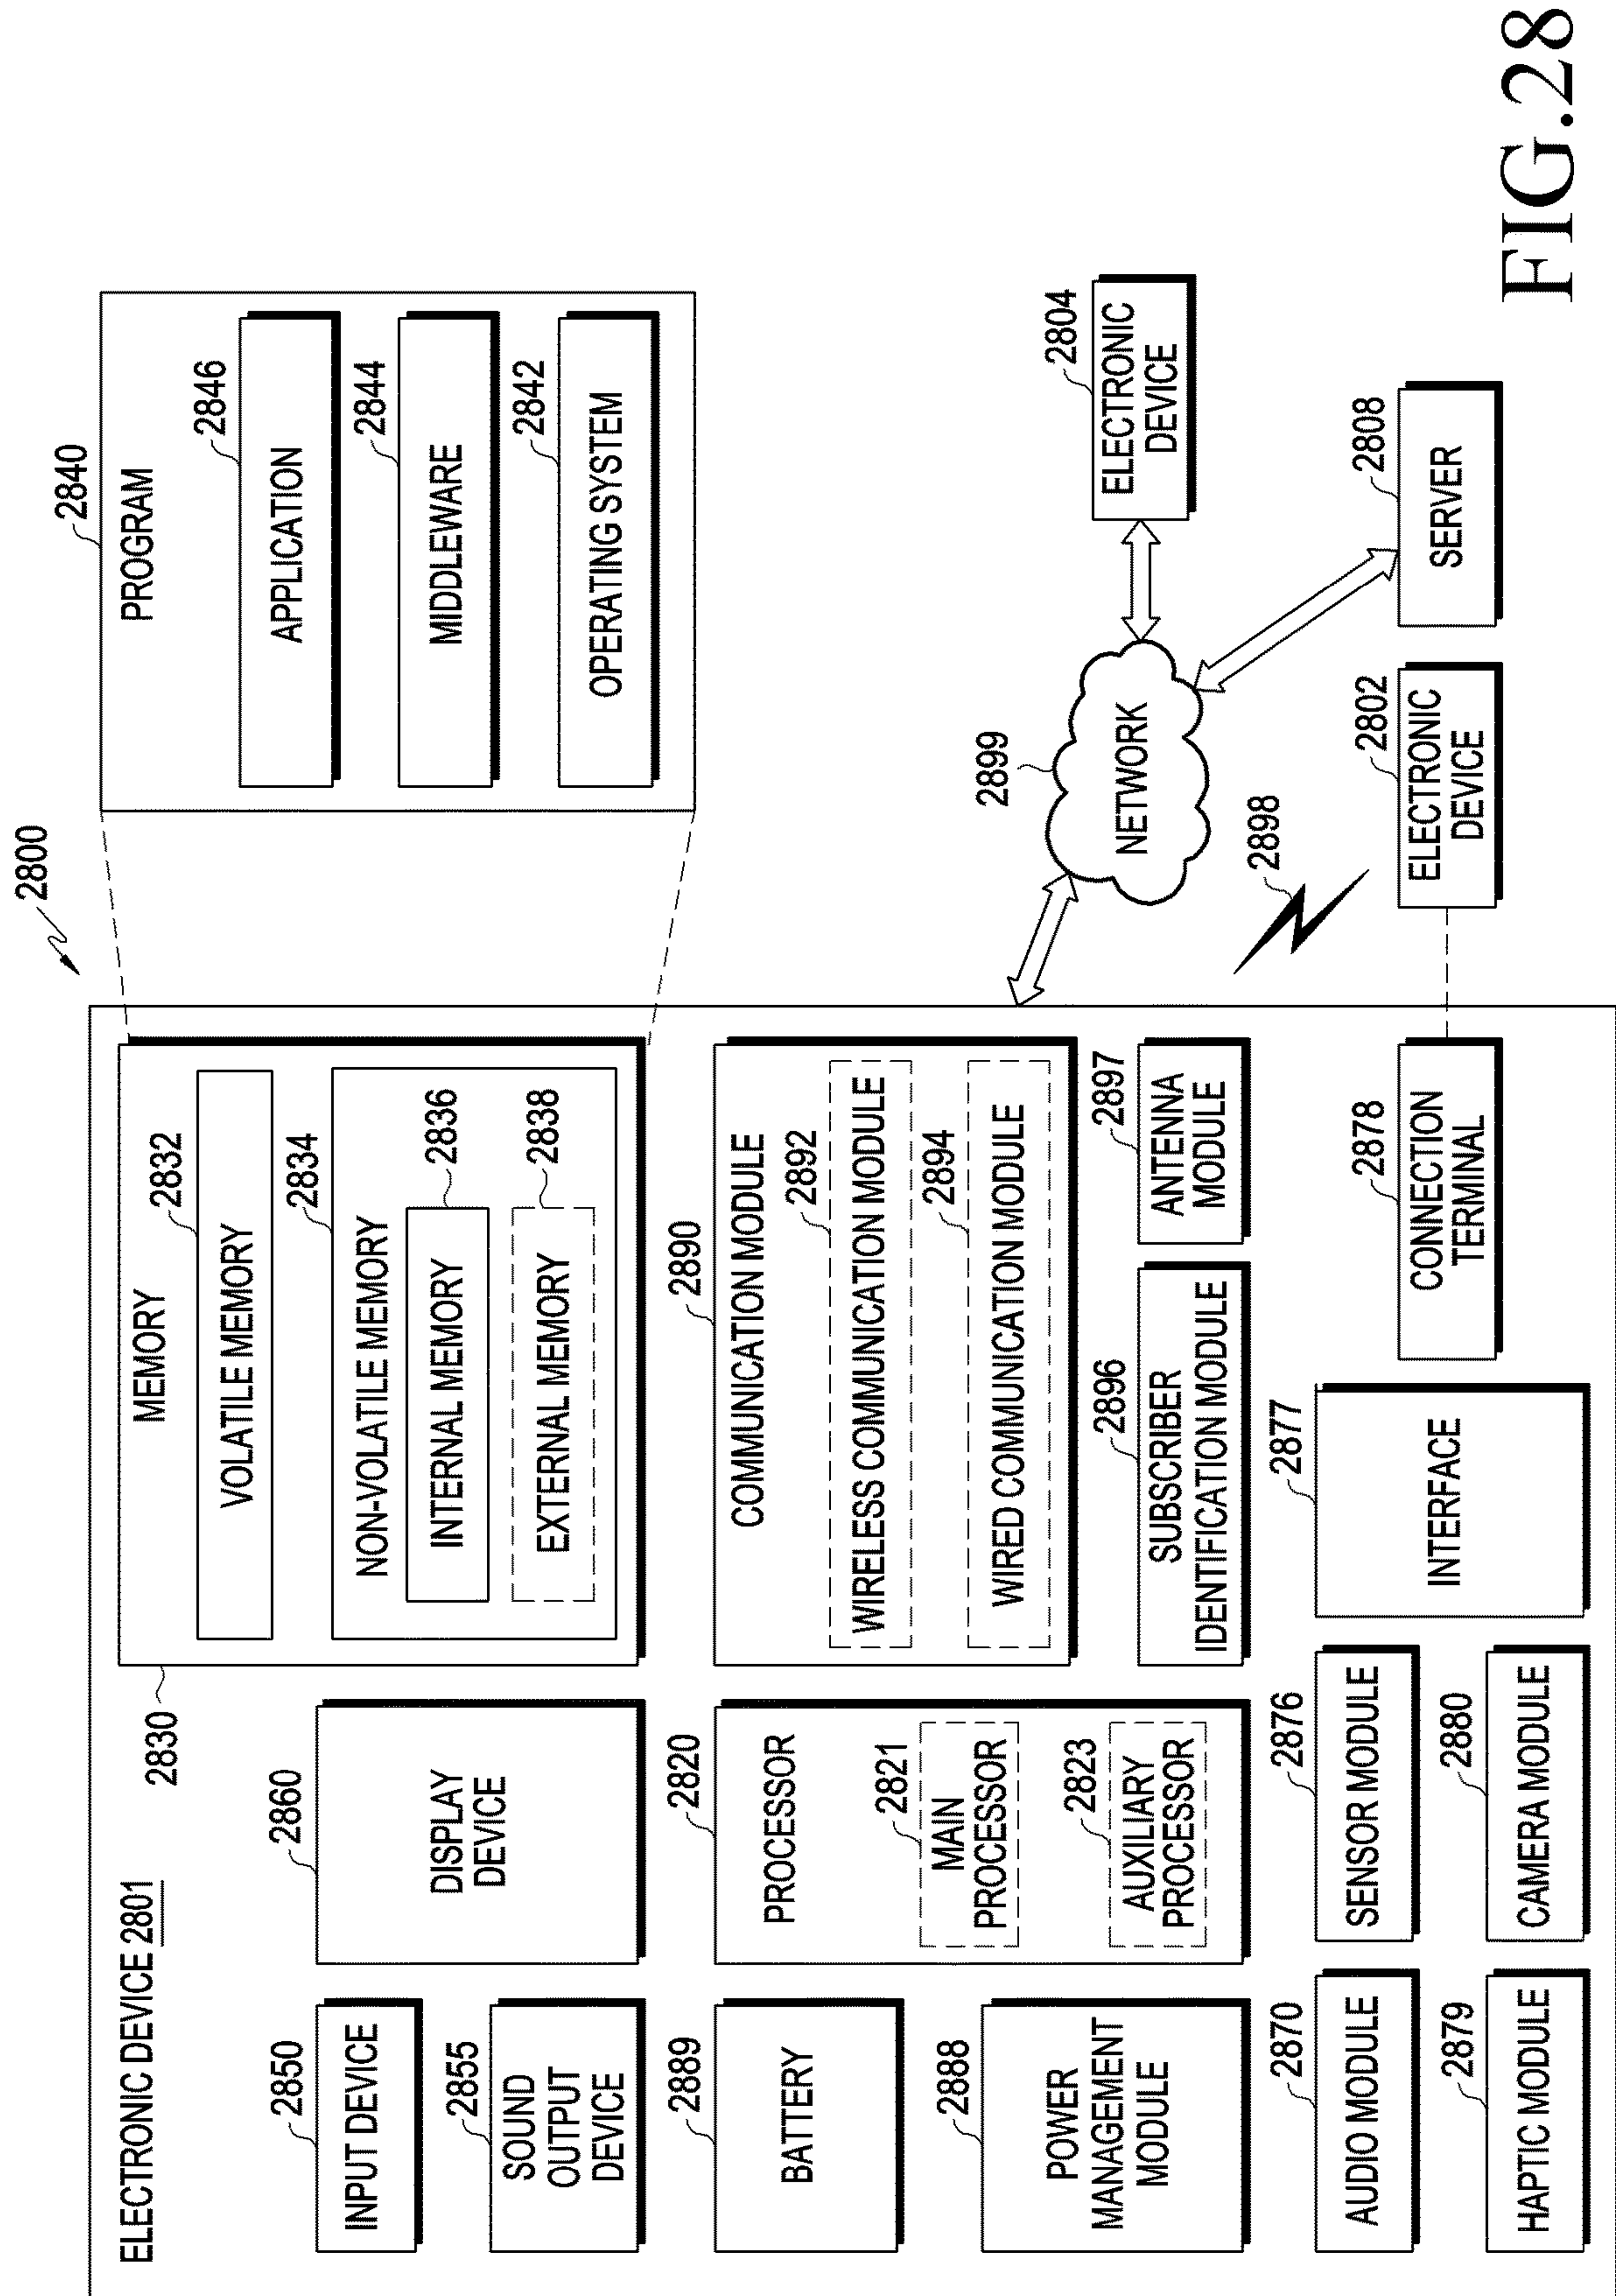 2800
ELECTRONIC DEVICE 2801
2850
INPUT DEVICE
2855
SOUND
OUTPUT
DEVICE
2860
DISPLAY
DEVICE
2830
MEMORY
2832
VOLATILE MEMORY
2834
NON-VOLATILE MEMORY
2836
INTERNAL MEMORY
2838
EXTERNAL MEMORY
2840
PROGRAM
2846
APPLICATION
2844
MIDDLEWARE
2842
OPERATING SYSTEM
2889
BATTERY
2888
POWER
MANAGEMENT
MODULE
2820
PROCESSOR
2821
MAIN
PROCESSOR
2823
AUXILIARY
PROCESSOR
2890
COMMUNICATION MODULE
2892
WIRELESS COMMUNICATION MODULE
2894
WIRED COMMUNICATION MODULE
2896
SUBSCRIBER
IDENTIFICATION MODULE
2897
ANTENNA
MODULE
2899
NETWORK
2804
ELECTRONIC
DEVICE
2898
2870
AUDIO MODULE
2876
SENSOR MODULE
2877
INTERFACE
2878
CONNECTION
TERMINAL
2802
ELECTRONIC
DEVICE
2808
SERVER
2879
HAPTIC MODULE
2880
CAMERA MODULE
FIG.28